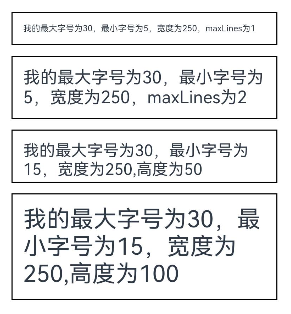 我的最大字号为30，最小字号为5，宽度为250，maxLines为1
我的最大字号为30，最小字号为
5，宽度为250，maxLines为2
我的最大字号为30，最小字号为
15，宽度为250,高度为50
我的最大字号为30，最
小字号为15，宽度为
250,高度为100